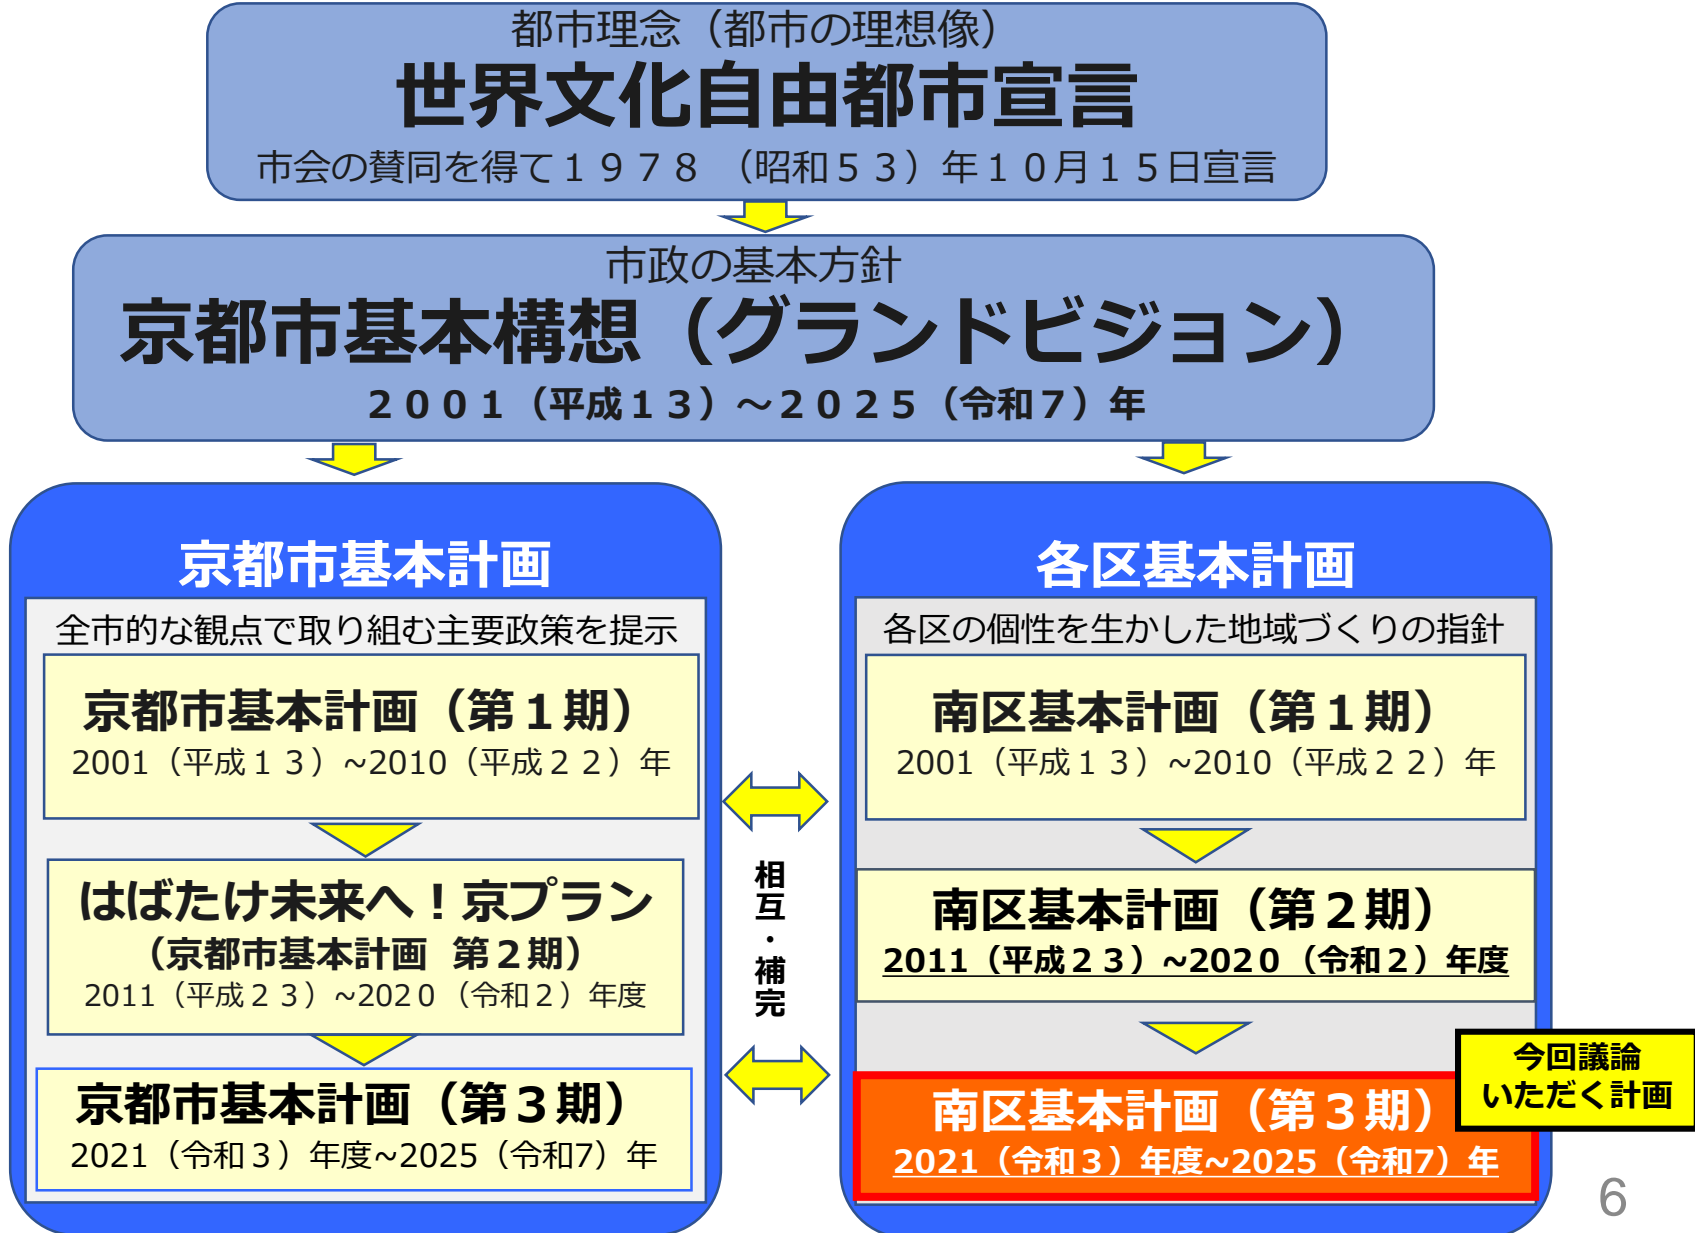 都市理念（都市の理想像）
世界文化自由都市宣言
市会の賛同を得て１９７８（昭和５３）年１０月１５日宣言
市政の基本方針
京都市基本構想（グランドビジョン）
２００１（平成１３）～２０２５（令和７）年
京都市基本計画
全市的な観点で取り組む主要政策を提示
京都市基本計画（第１期）
2001（平成１３）~2010（平成２２）年
はばたけ未来へ！京プラン
（京都市基本計画 第２期）
2011（平成２３）~2020（令和２）年度
京都市基本計画（第３期）
2021（令和３）年度~2025（令和7）年
相互・補完
各区基本計画
各区の個性を生かした地域づくりの指針
南区基本計画（第１期）
2001（平成１３）~2010（平成２２）年
南区基本計画（第２期）
2011（平成２３）~2020（令和２）年度
今回議論
いただく計画
南区基本計画（第３期）
2021（令和３）年度~2025（令和7）年
6